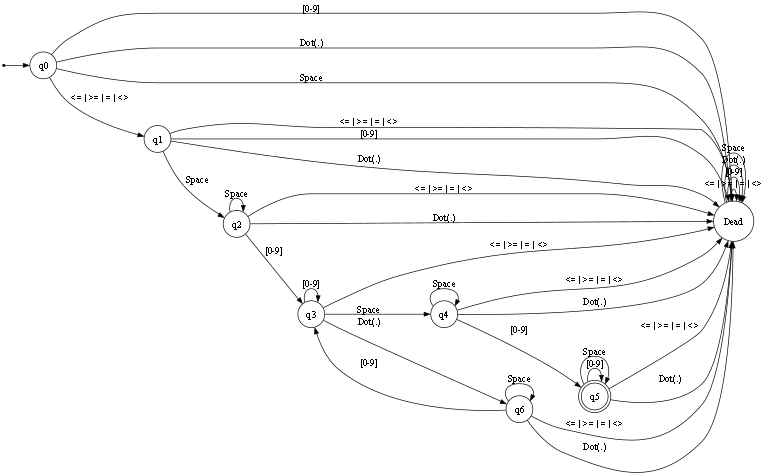 [0-9]
Dot(.)
q0
Space
<= | >= | = | <>
<= | >= | = | <>
[0-9]
q1
Space
Dot(.)
[0-9]
<= | >= | = | <>
Dot(.)
Space
Space
<= | >= | = | <>
Dot(.)
q2
Dead
[0-9]
<= | >= | = | <>
[0-9]
Space
<= | >= | = | <>
Dot(.)
q3
Space
q4
Dot(.)
[0-9]
<= | >= | = | <>
Space
[0-9]
[0-9]
Space
Dot(.)
q5
q6
<= | >= | = | <>
Dot(.)